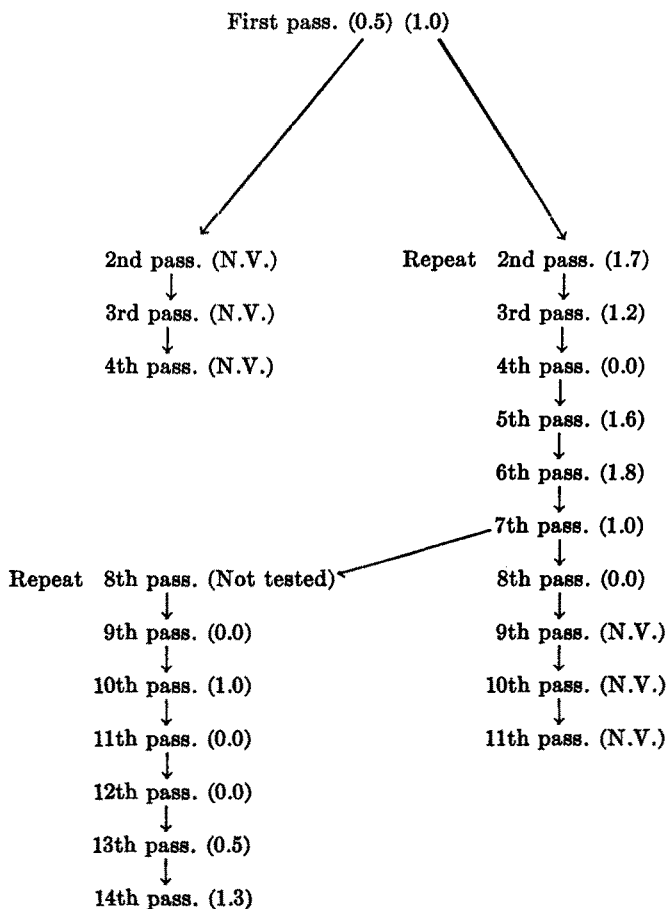 First pass. (0.5) (1.0)
2nd pass. (N.V.)
3rd pass. (N.V.)
4th pass. (N.V.)
Repeat 2nd pass. (1.7)
3rd pass. (1.2)
4th pass. (0.0)
5th pass. (1.6)
6th pass. (1.8)
7th pass. (1.0)
8th pass. (0.0)
9th pass. (N.V.)
10th pass. (N.V.)
11th pass. (N.V.)
Repeat 8th pass. (Not tested)
9th pass. (0.0)
10th pass. (1.0)
11th pass. (0.0)
12th pass. (0.0)
13th pass. (0.5)
14th pass. (1.3)